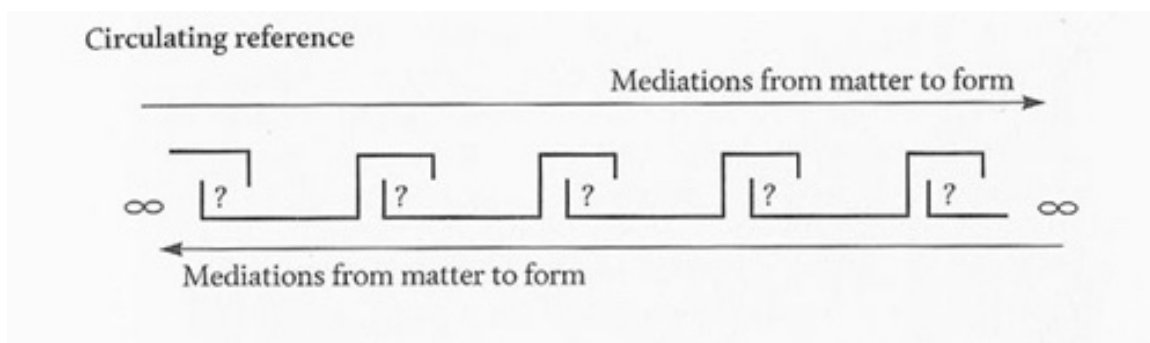 Circulating reference
Mediations from matter to form
? ? ? ? ?
∞ ∞
Mediations from matter to form